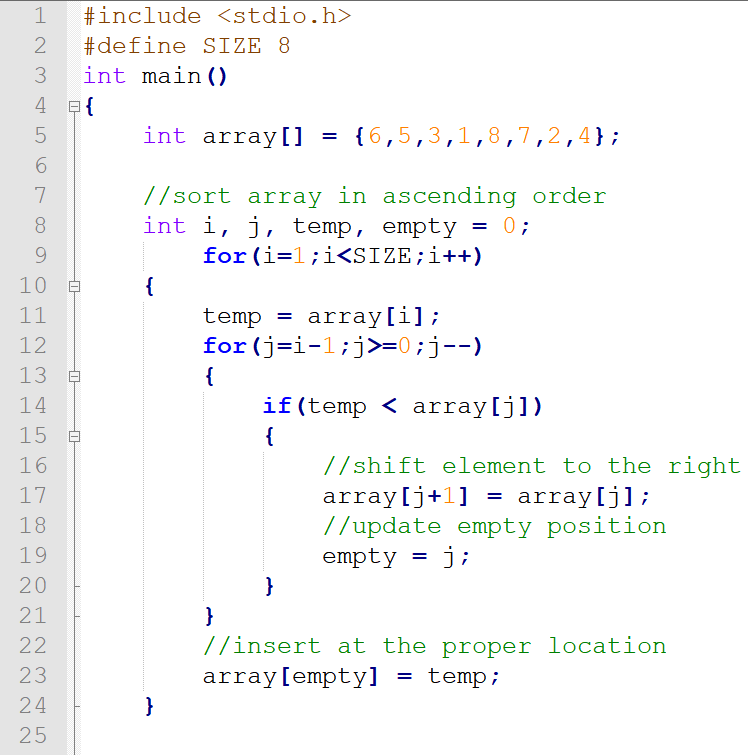 1 #include <stdio.h>
2 #define SIZE 8
3 int main()
4 {
5     int array[] = {6,5,3,1,8,7,2,4};
6
7     //sort array in ascending order
8     int i, j, temp, empty = 0;
9         for(i=1;i<SIZE;i++)
10     {
11         temp = array[i];
12         for(j=i-1;j>=0;j--)
13         {
14             if(temp < array[j])
15             {
16                 //shift element to the right
17                 array[j+1] = array[j];
18                 //update empty position
19                 empty = j;
20             }
21         }
22         //insert at the proper location
23         array[empty] = temp;
24     }
25